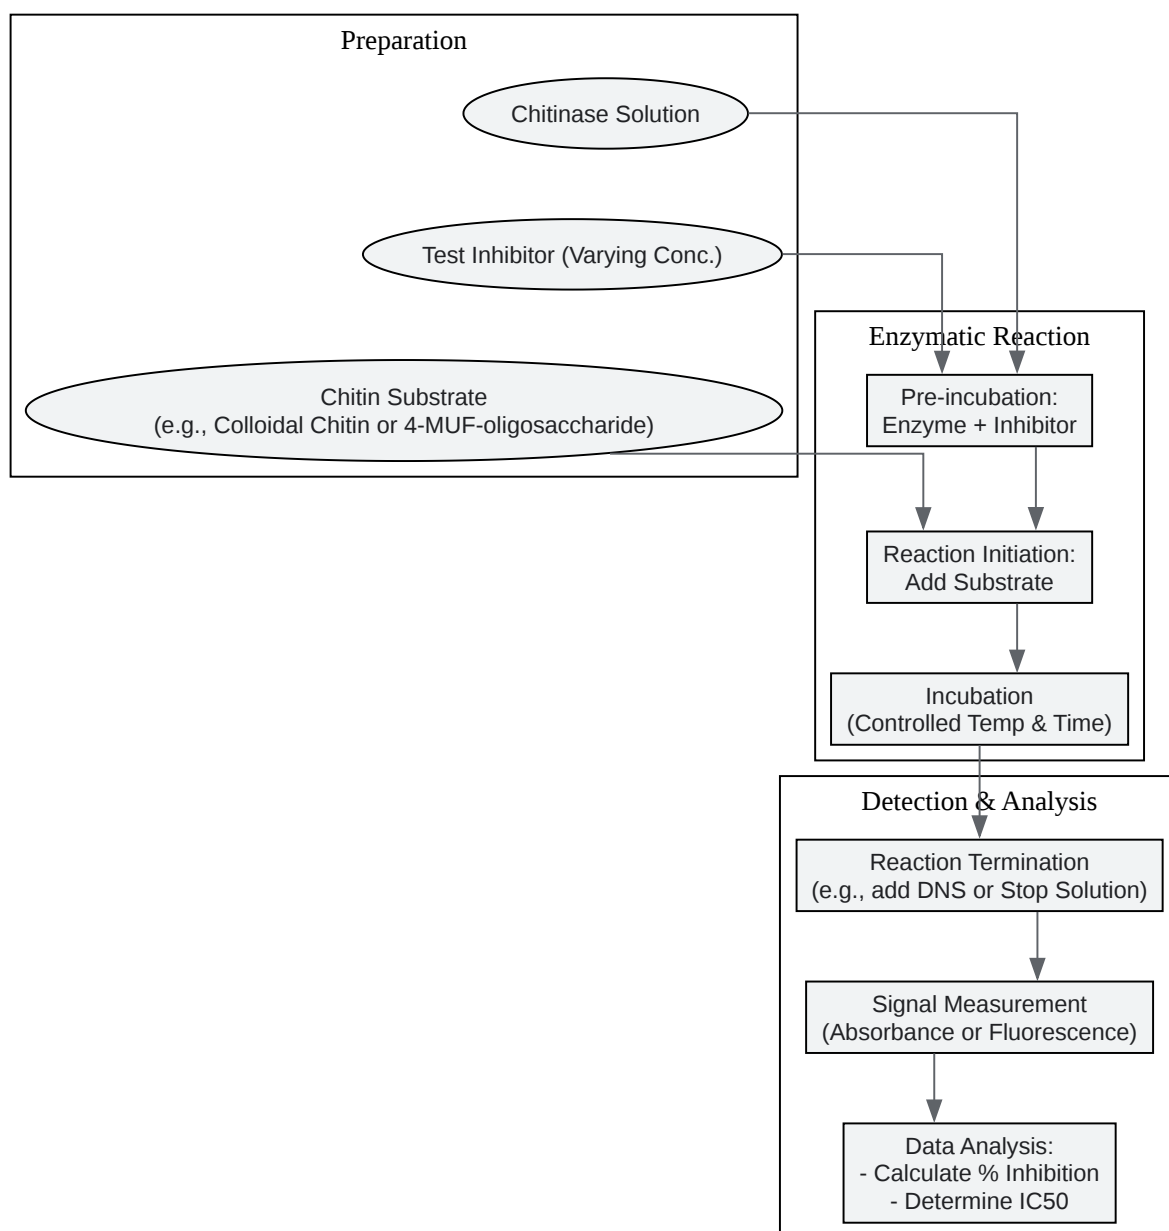 Preparation
Chitinase Solution
Test Inhibitor (Varying Conc.)
Chitin Substrate
(e.g., Colloidal Chitin or 4-MUF-oligosaccharide)
Enzymatic Reaction
Pre-incubation:
Enzyme + Inhibitor
Reaction Initiation:
Add Substrate
Incubation
(Controlled Temp & Time)
Detection & Analysis
Reaction Termination
(e.g., add DNS or Stop Solution)
Signal Measurement
(Absorbance or Fluorescence)
Data Analysis:
- Calculate % Inhibition
- Determine IC50